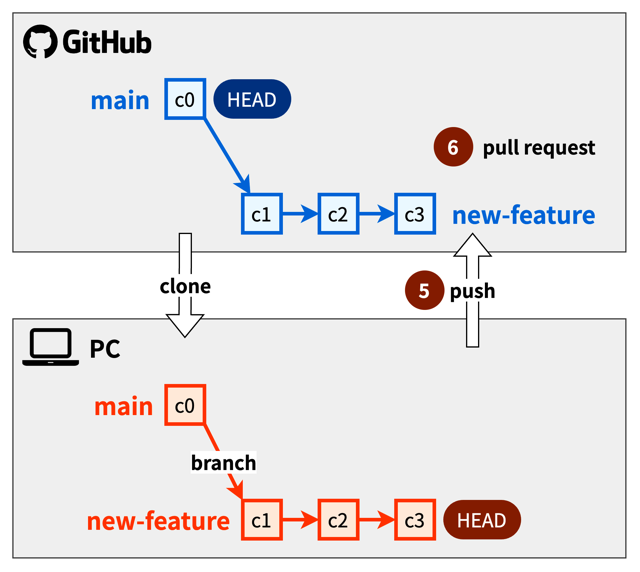 GitHub
main c0 HEAD
6 pull request
c1 c2 c3 new-feature
clone
5 push
PC
main c0
branch
new-feature c1 c2 c3 HEAD